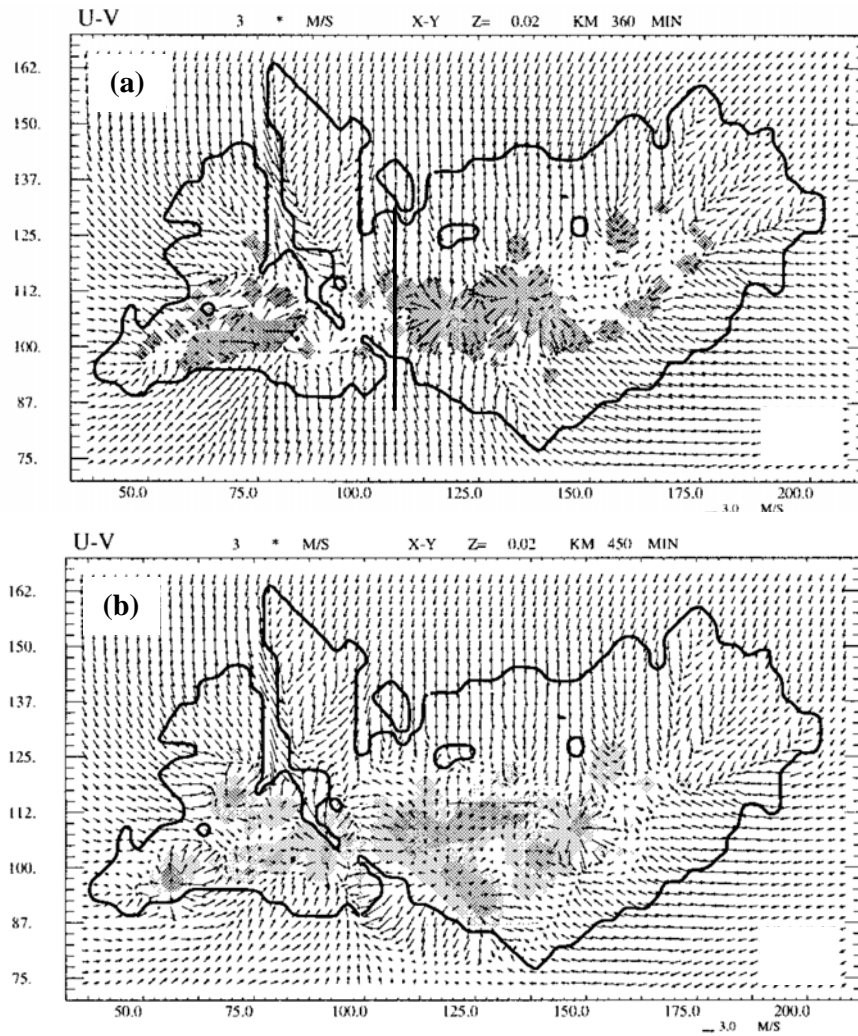 U-V 3 * M/S X-Y Z= 0.02 KM 360 MIN
(a)
162.
150.
137.
125.
112.
100.
87.
75.
50.0 75.0 100.0 125.0 150.0 175.0 200.0
3.0 M/S
U-V 3 * M/S X-Y Z= 0.02 KM 450 MIN
(b)
162.
150.
137.
125.
112.
100.
87.
75.
50.0 75.0 100.0 125.0 150.0 175.0 200.0
3.0 M/S